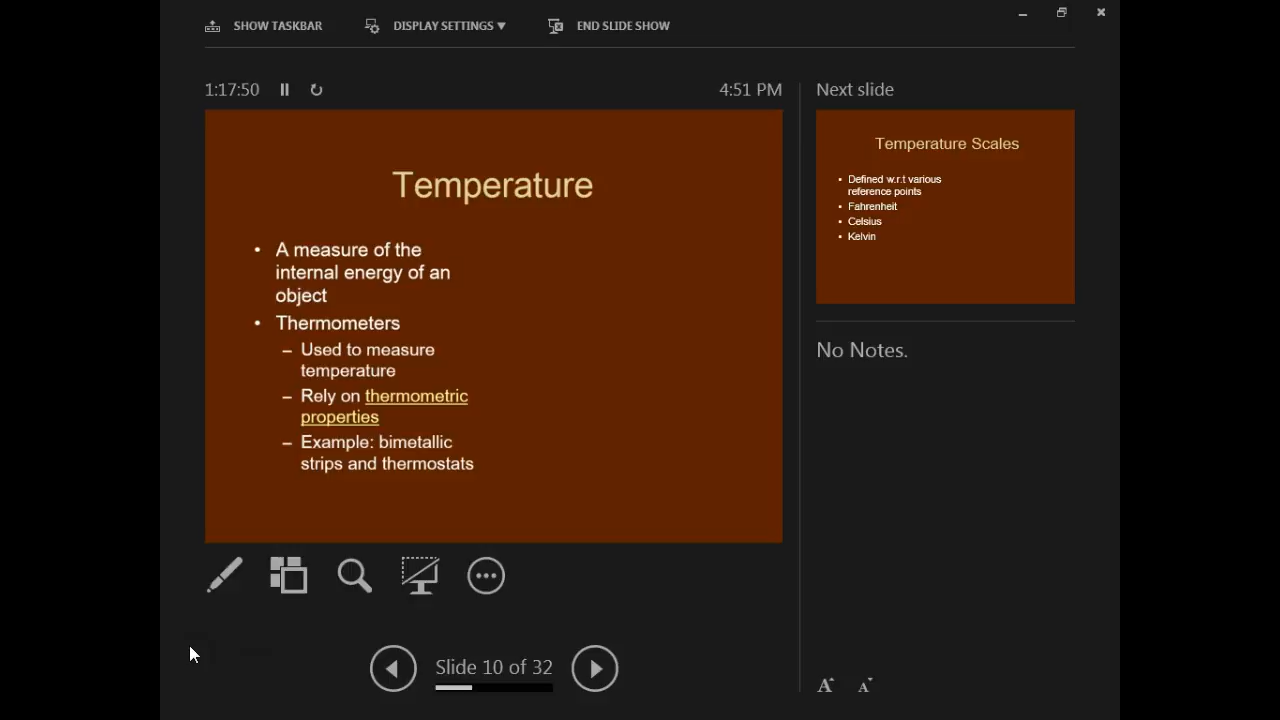 SHOW TASKBAR
DISPLAY SETTINGS ▼
END SLIDE SHOW
1:17:50
4:51 PM
Temperature
• A measure of the
internal energy of an
object
• Thermometers
– Used to measure
temperature
– Rely on thermometric
properties
– Example: bimetallic
strips and thermostats
Slide 10 of 32
Next slide
Temperature Scales
• Defined w.r.t various
reference points
• Fahrenheit
• Celsius
• Kelvin
No Notes.
A A